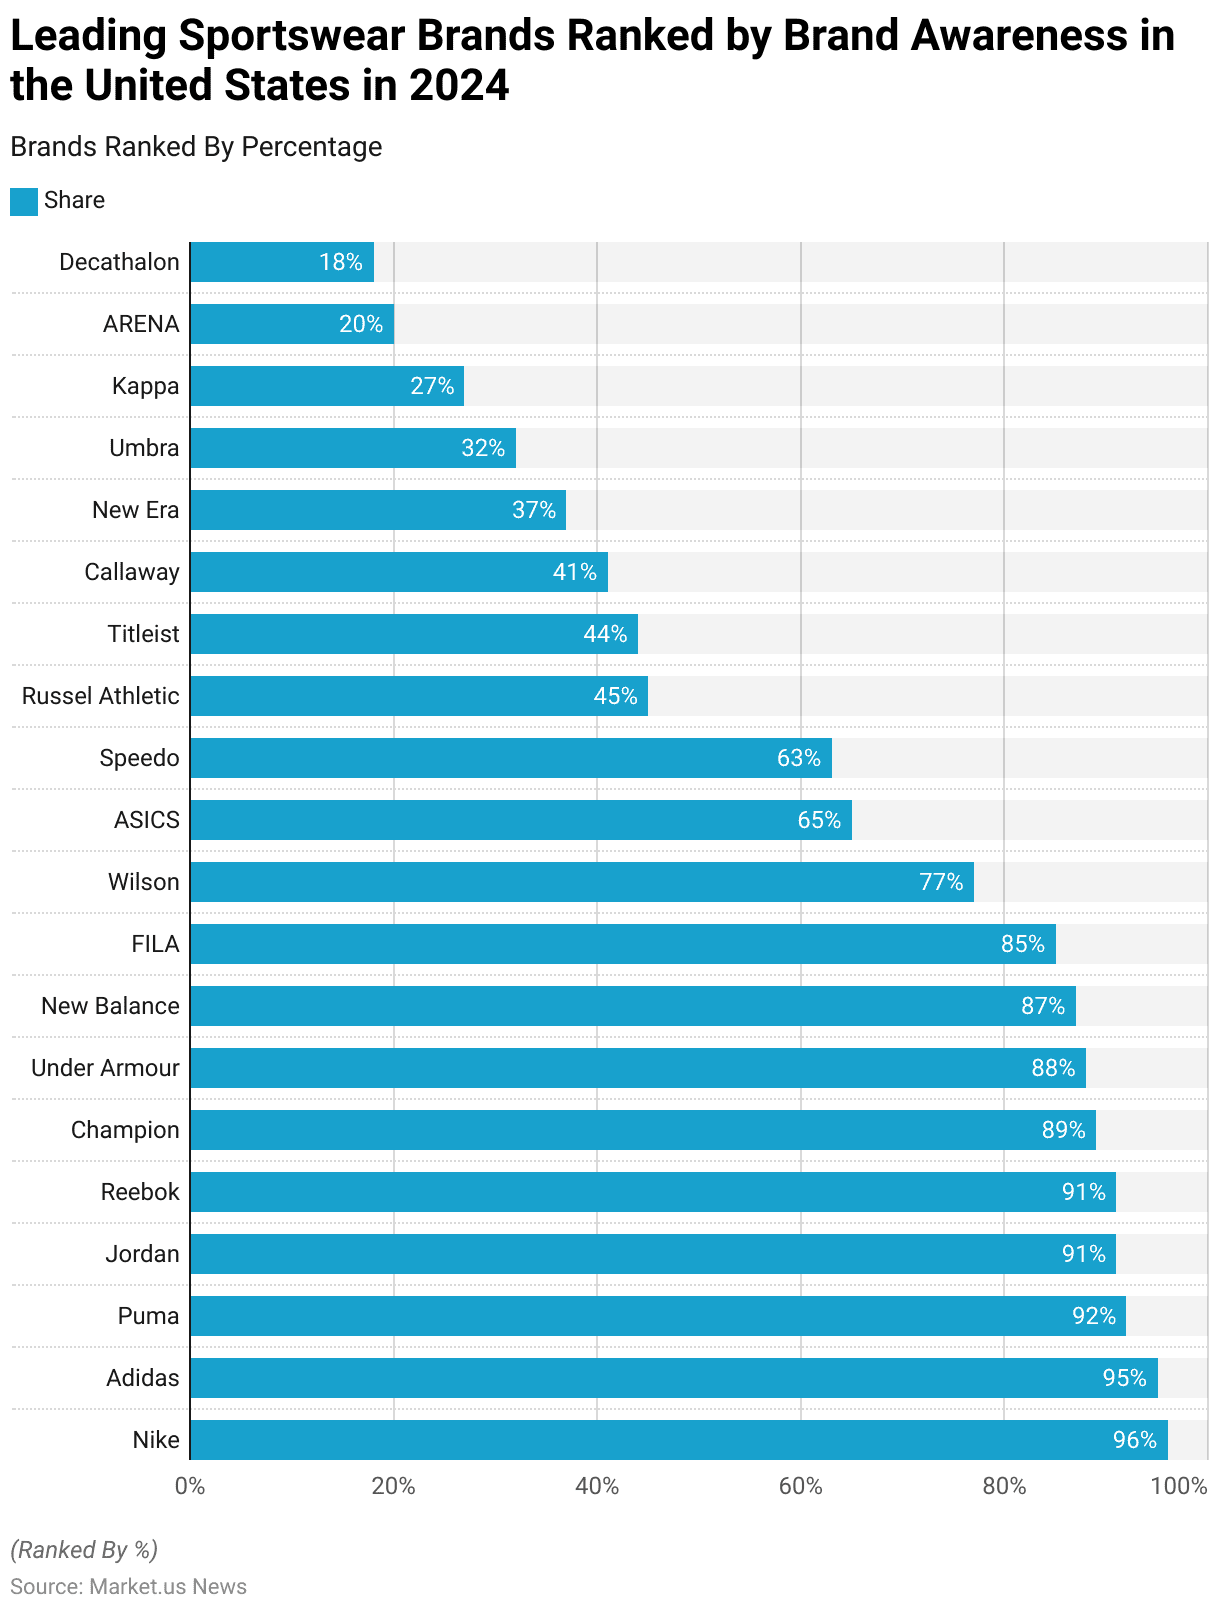 Leading Sportswear Brands Ranked by Brand Awareness in
the United States in 2024
Brands Ranked By Percentage
Share
Decathalon 18%
ARENA 20%
Kappa 27%
Umbra 32%
New Era 37%
Callaway 41%
Titleist 44%
Russel Athletic 45%
Speedo 63%
ASICS 65%
Wilson 77%
FILA 85%
New Balance 87%
Under Armour 88%
Champion 89%
Reebok 91%
Jordan 91%
Puma 92%
Adidas 95%
Nike 96%
0% 20% 40% 60% 80% 100%
(Ranked By %)
Source: Market.us News